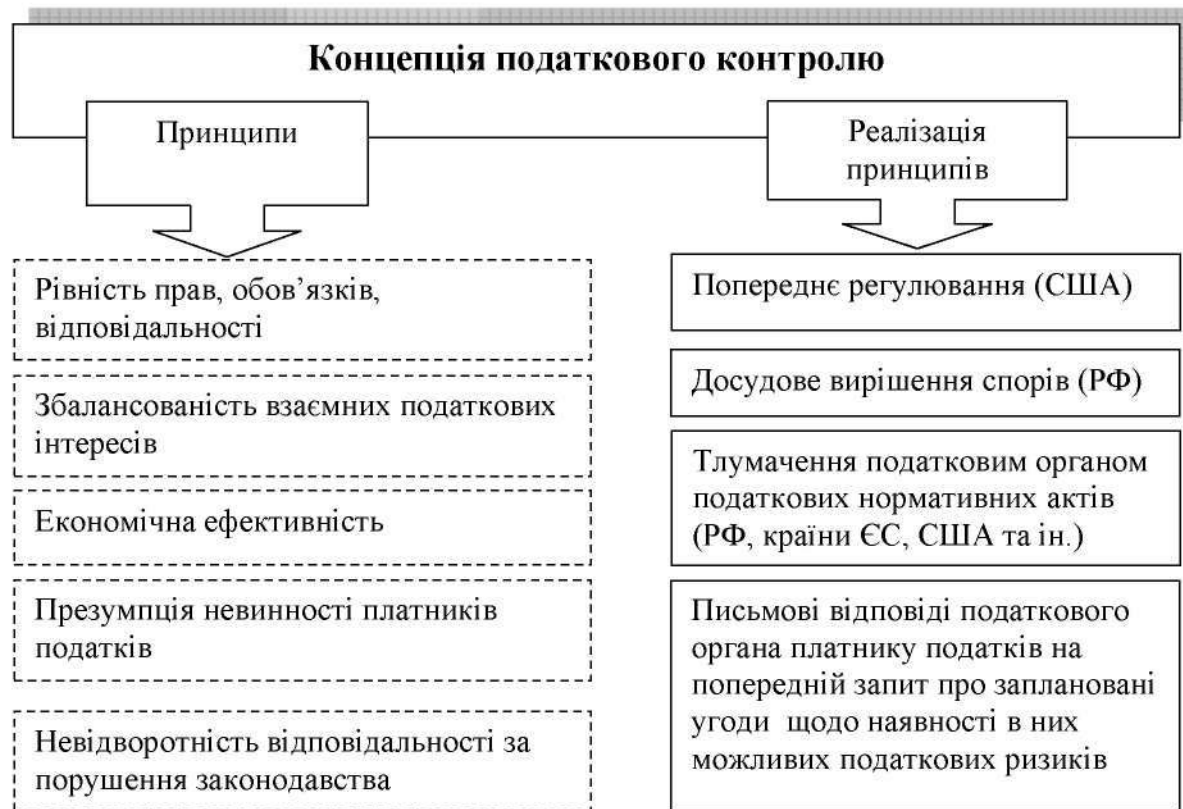 Концепція податкового контролю
Принципи
Рівність прав, обов’язків,
відповідальності
Збалансованість взаємних податкових
інтересів
Економічна ефективність
Презумпція невинності платників
податків
Невідворотність відповідальності за
порушення законодавства
Реалізація
принципів
Попереднє регулювання (США)
Досудове вирішення спорів (РФ)
Тлумачення податковим органом
податкових нормативних актів
(РФ, країни ЄС, США та ін.)
Письмові відповіді податкового
органа платнику податків на
попередній запит про заплановані
угоди щодо наявності в них
можливих податкових ризиків